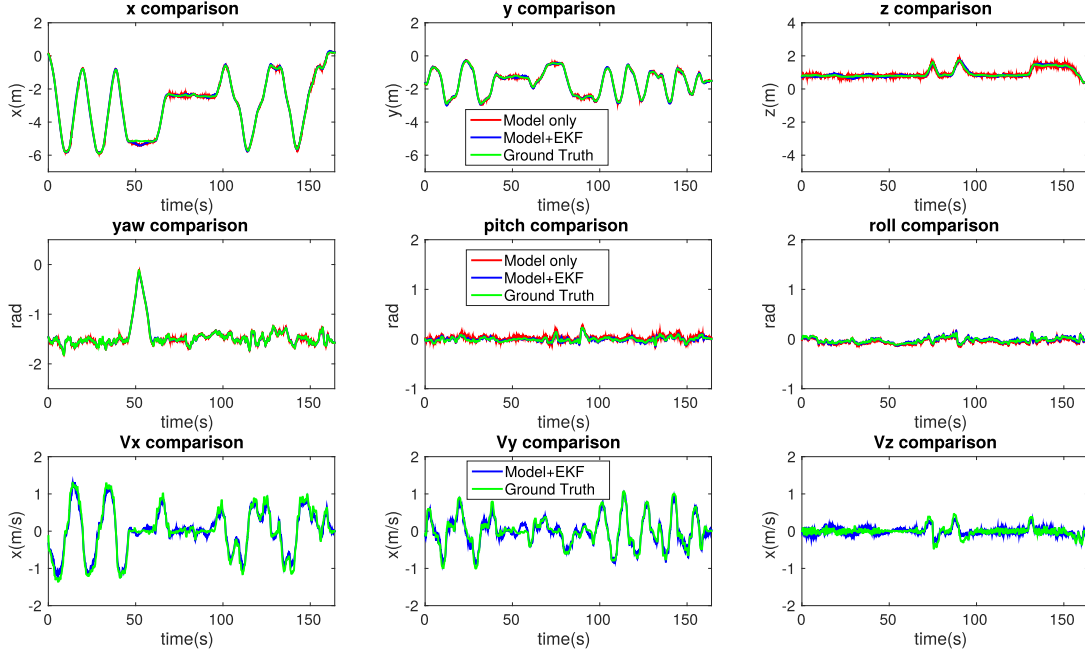 x comparison
2
0
-2
-4
-6
x(m)
0
50
100
150
time(s)
y comparison
2
0
-2
-4
-6
y(m)
Model only
Model+EKF
Ground Truth
0
50
100
150
time(s)
z comparison
4
2
0
-2
-4
z(m)
0
50
100
150
time(s)
yaw comparison
0
-1
-2
rad
0
50
100
150
time(s)
pitch comparison
2
1
0
-1
rad
Model only
Model+EKF
Ground Truth
0
50
100
150
time(s)
roll comparison
2
1
0
-1
rad
0
50
100
150
time(s)
Vx comparison
2
1
0
-1
-2
x(m/s)
0
50
100
150
time(s)
Vy comparison
2
1
0
-1
-2
x(m/s)
Model+EKF
Ground Truth
0
50
100
150
time(s)
Vz comparison
2
1
0
-1
-2
x(m/s)
0
50
100
150
time(s)